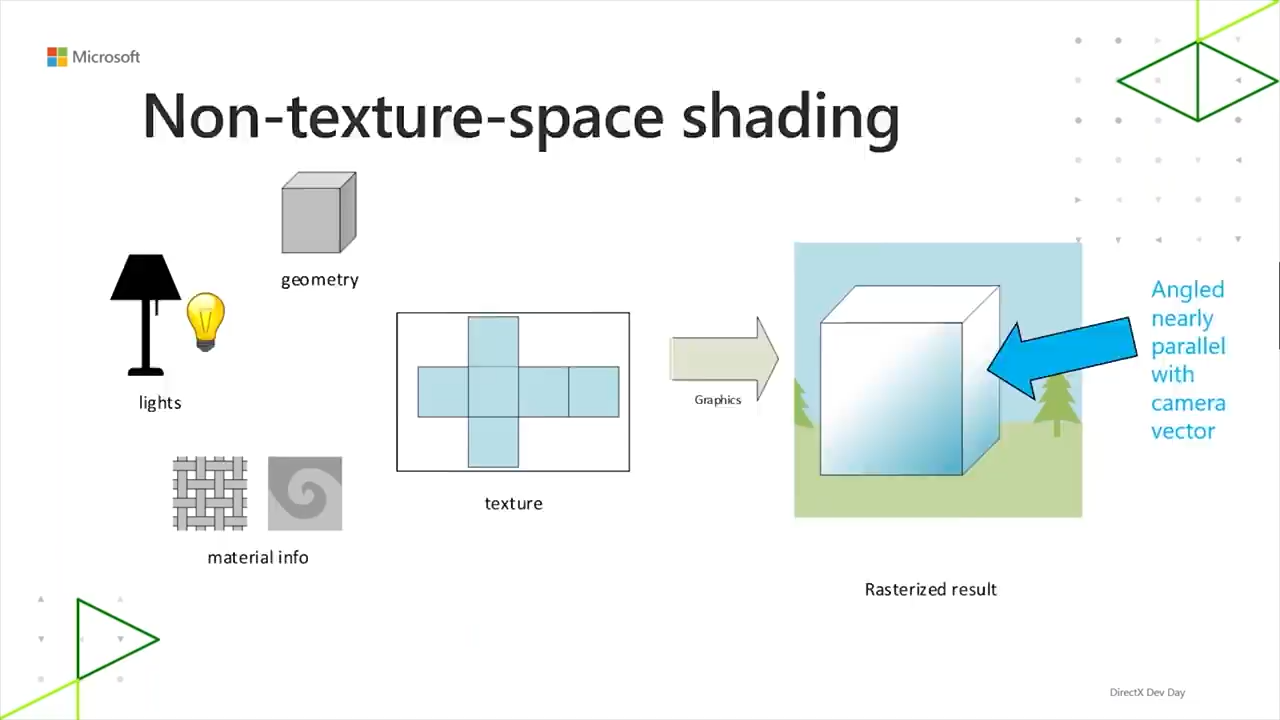 Microsoft
Non-texture-space shading
geometry
lights
material info
texture
Graphics
Rasterized result
Angled
nearly
parallel
with
camera
vector
DirectX Dev Day